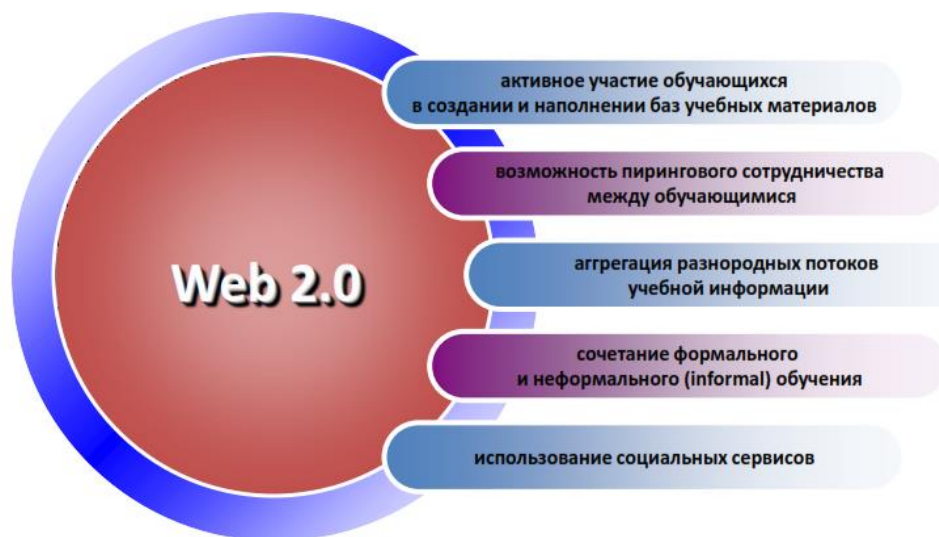 активное участие обучающихся
в создании и наполнении баз учебных материалов
возможность пирингового сотрудничества
между обучающимися
Web 2.0
аггрегация разнородных потоков
учебной информации
сочетание формального
и неформального (informal) обучения
использование социальных сервисов